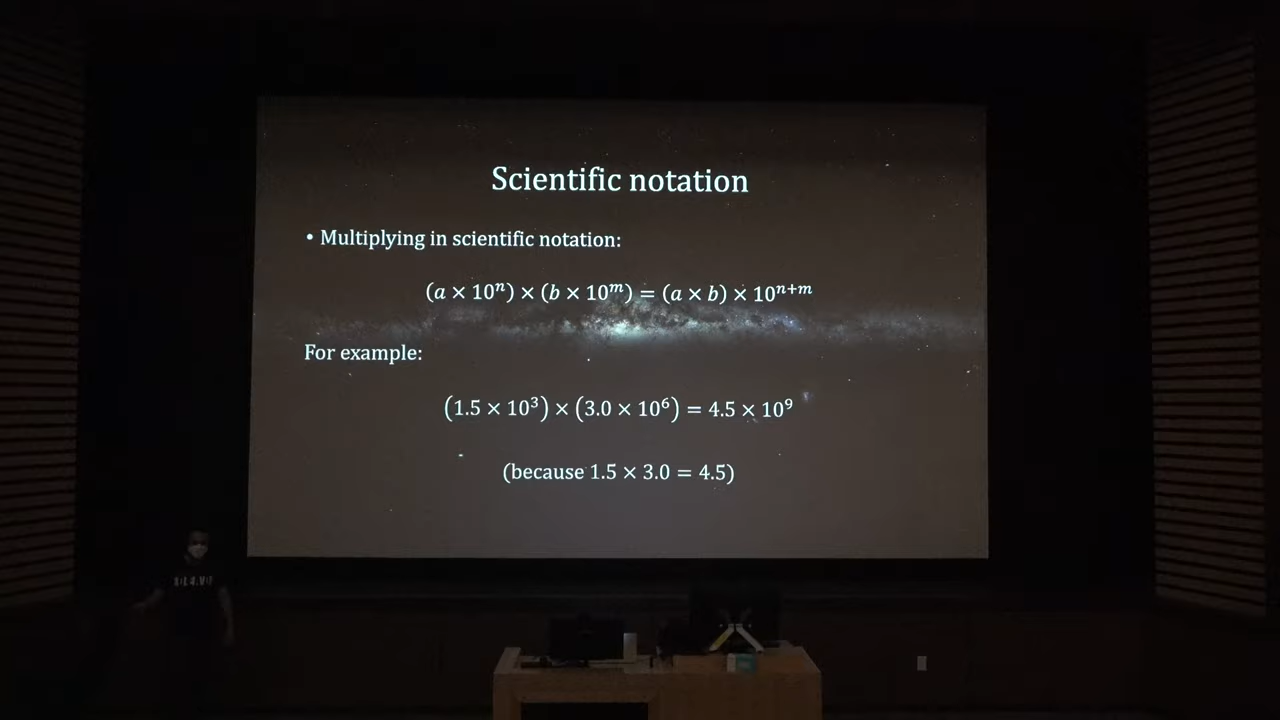 Scientific notation
• Multiplying in scientific notation:
(a × 10ⁿ) × (b × 10ᵐ) = (a × b) × 10ⁿ⁺ᵐ
For example:
(1.5 × 10³) × (3.0 × 10⁶) = 4.5 × 10⁹
(because 1.5 × 3.0 = 4.5)